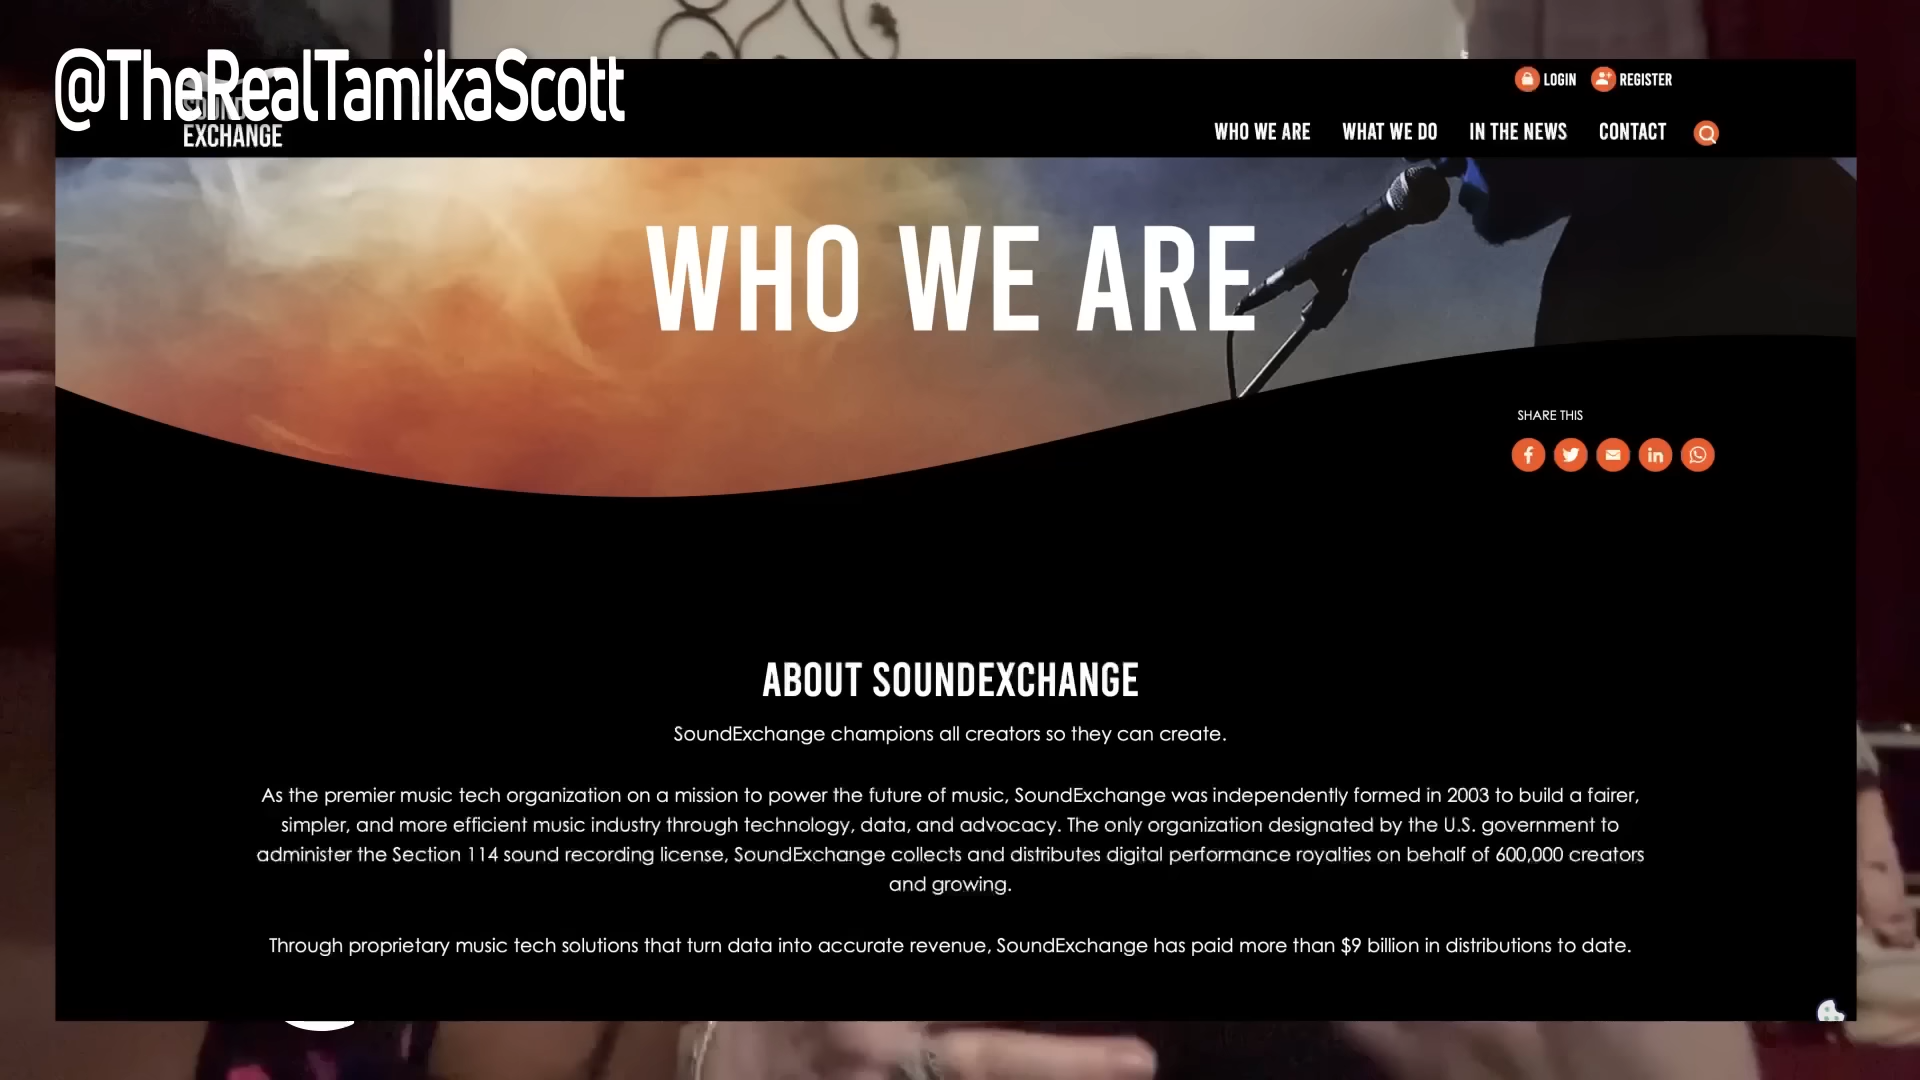 @TheRealTamikaScott
SOUND
EXCHANGE
LOGIN REGISTER
WHO WE ARE WHAT WE DO IN THE NEWS CONTACT
WHO WE ARE
SHARE THIS
ABOUT SOUNDEXCHANGE
SoundExchange champions all creators so they can create.
As the premier music tech organization on a mission to power the future of music, SoundExchange was independently formed in 2003 to build a fairer,
simpler, and more efficient music industry through technology, data, and advocacy. The only organization designated by the U.S. government to
administer the Section 114 sound recording license, SoundExchange collects and distributes digital performance royalties on behalf of 600,000 creators
and growing.
Through proprietary music tech solutions that turn data into accurate revenue, SoundExchange has paid more than $9 billion in distributions to date.